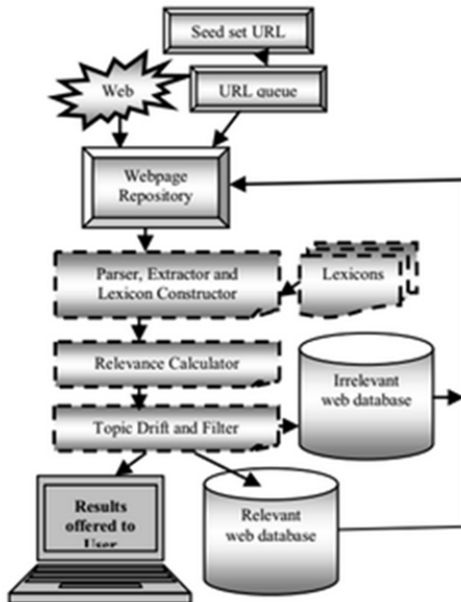 Seed set URL
Web
URL queue
Webpage
Repository
Parser, Extractor and
Lexicon Constructor
Lexicons
Relevance Calculator
Irrelevant
web database
Topic Drift and Filter
Results
offered to
User
Relevant
web database